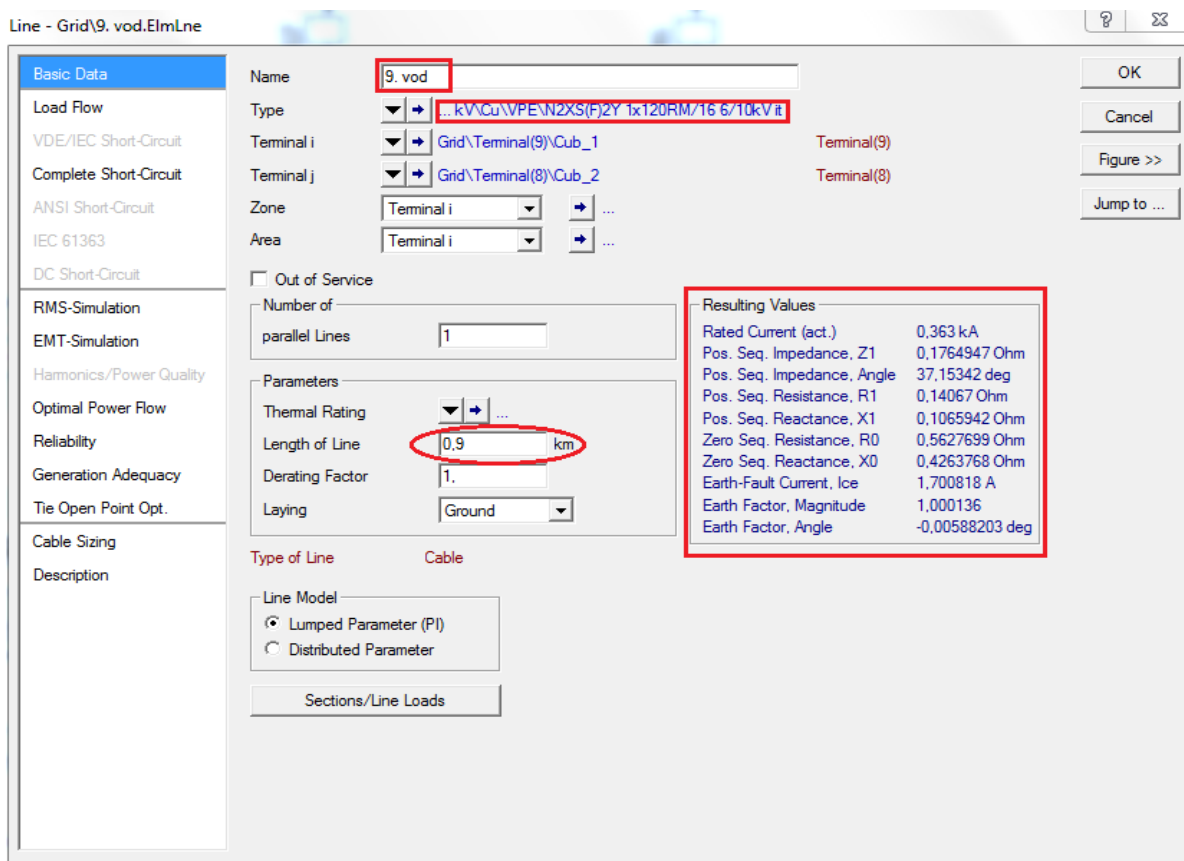 Line - Grid\9. vod.ElmLne
?
Basic Data
Load Flow
VDE/IEC Short-Circuit
Complete Short-Circuit
ANSI Short-Circuit
IEC 61363
DC Short-Circuit
RMS-Simulation
EMT-Simulation
Harmonics/Power Quality
Optimal Power Flow
Reliability
Generation Adequacy
Tie Open Point Opt.
Cable Sizing
Description
Name 9. vod
Type ... kV\Cu\VPE\N2XS(F)2Y 1x120RM/16 6/10kV it
Terminal i Grid\Terminal(9)\Cub_1 Terminal(9)
Terminal j Grid\Terminal(8)\Cub_2 Terminal(8)
Zone Terminal i ...
Area Terminal i ...
Out of Service
Number of
parallel Lines 1
Parameters
Thermal Rating ...
Length of Line 0,9 km
Derating Factor 1,
Laying Ground
Type of Line Cable
Line Model
Lumped Parameter (PI)
Distributed Parameter
Sections/Line Loads
Resulting Values
Rated Current (act.) 0,363 kA
Pos. Seq. Impedance, Z1 0,1764947 Ohm
Pos. Seq. Impedance, Angle 37,15342 deg
Pos. Seq. Resistance, R1 0,14067 Ohm
Pos. Seq. Reactance, X1 0,1065942 Ohm
Zero Seq. Resistance, R0 0,5627699 Ohm
Zero Seq. Reactance, X0 0,4263768 Ohm
Earth-Fault Current, Ice 1,700818 A
Earth Factor, Magnitude 1,000136
Earth Factor, Angle -0,00588203 deg
OK
Cancel
Figure >>
Jump to ...